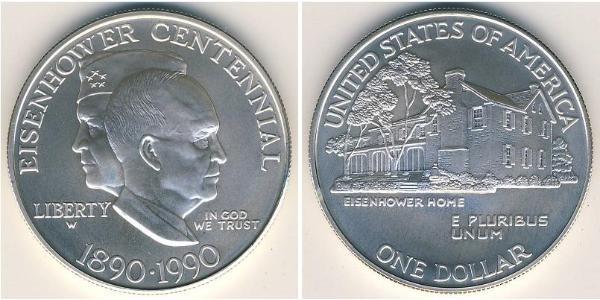 EISENHOWER CENTENNIAL
LIBERTY
W
IN GOD
WE TRUST
1890·1990
UNITED STATES OF AMERICA
EISENHOWER HOME
E PLURIBUS
UNUM
ONE DOLLAR